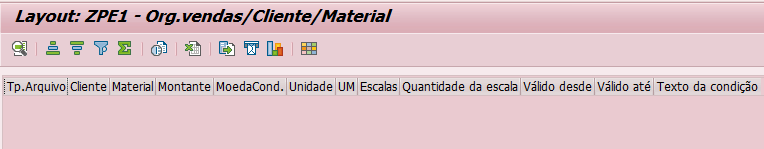 Layout: ZPE1 - Org.vendas/Cliente/Material
Tp.Arquivo Cliente Material Montante MoedaCond. Unidade UM Escalas Quantidade da escala Válido desde Válido até Texto da condição